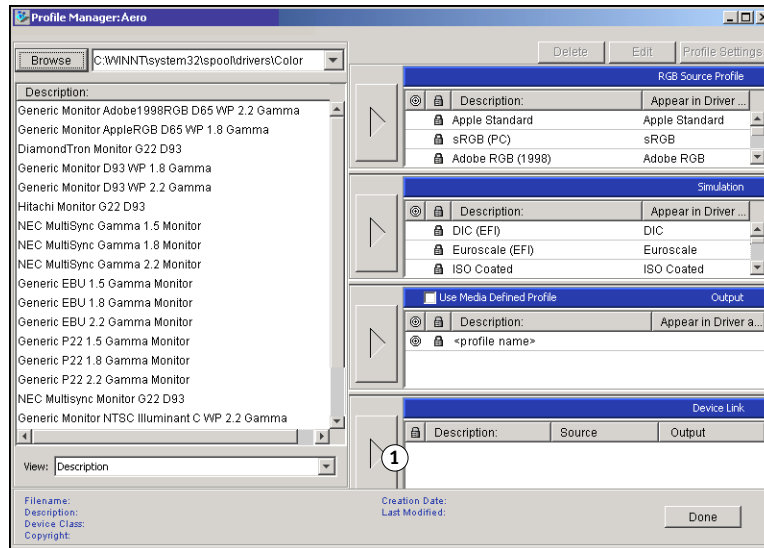 Profile Manager:Aero
Browse C:\WINNT\system32\spool\drivers\Color
Description:
Generic Monitor Adobe1998RGB D65 WP 2.2 Gamma
Generic Monitor AppleRGB D65 WP 1.8 Gamma
DiamondTron Monitor G22 D93
Generic Monitor D93 WP 1.8 Gamma
Generic Monitor D93 WP 2.2 Gamma
Hitachi Monitor G22 D93
NEC MultiSync Gamma 1.5 Monitor
NEC MultiSync Gamma 1.8 Monitor
NEC MultiSync Gamma 2.2 Monitor
Generic EBU 1.5 Gamma Monitor
Generic EBU 1.8 Gamma Monitor
Generic EBU 2.2 Gamma Monitor
Generic P22 1.5 Gamma Monitor
Generic P22 1.8 Gamma Monitor
Generic P22 2.2 Gamma Monitor
NEC Multisync Monitor G22 D93
Generic Monitor NTSC Illuminant C WP 2.2 Gamma
View: Description
Delete Edit Profile Settings
RGB Source Profile
Description: Appear in Driver ...
Apple Standard Apple Standard
sRGB (PC) sRGB
Adobe RGB (1998) Adobe RGB
Simulation
Description: Appear in Driver ...
DIC (EFI) DIC
Euroscale (EFI) Euroscale
ISO Coated ISO Coated
Use Media Defined Profile Output
Description: Appear in Driver a...
<profile name>
Device Link
Description: Source Output
1
Filename:
Description:
Device Class:
Copyright:
Creation Date:
Last Modified:
Done